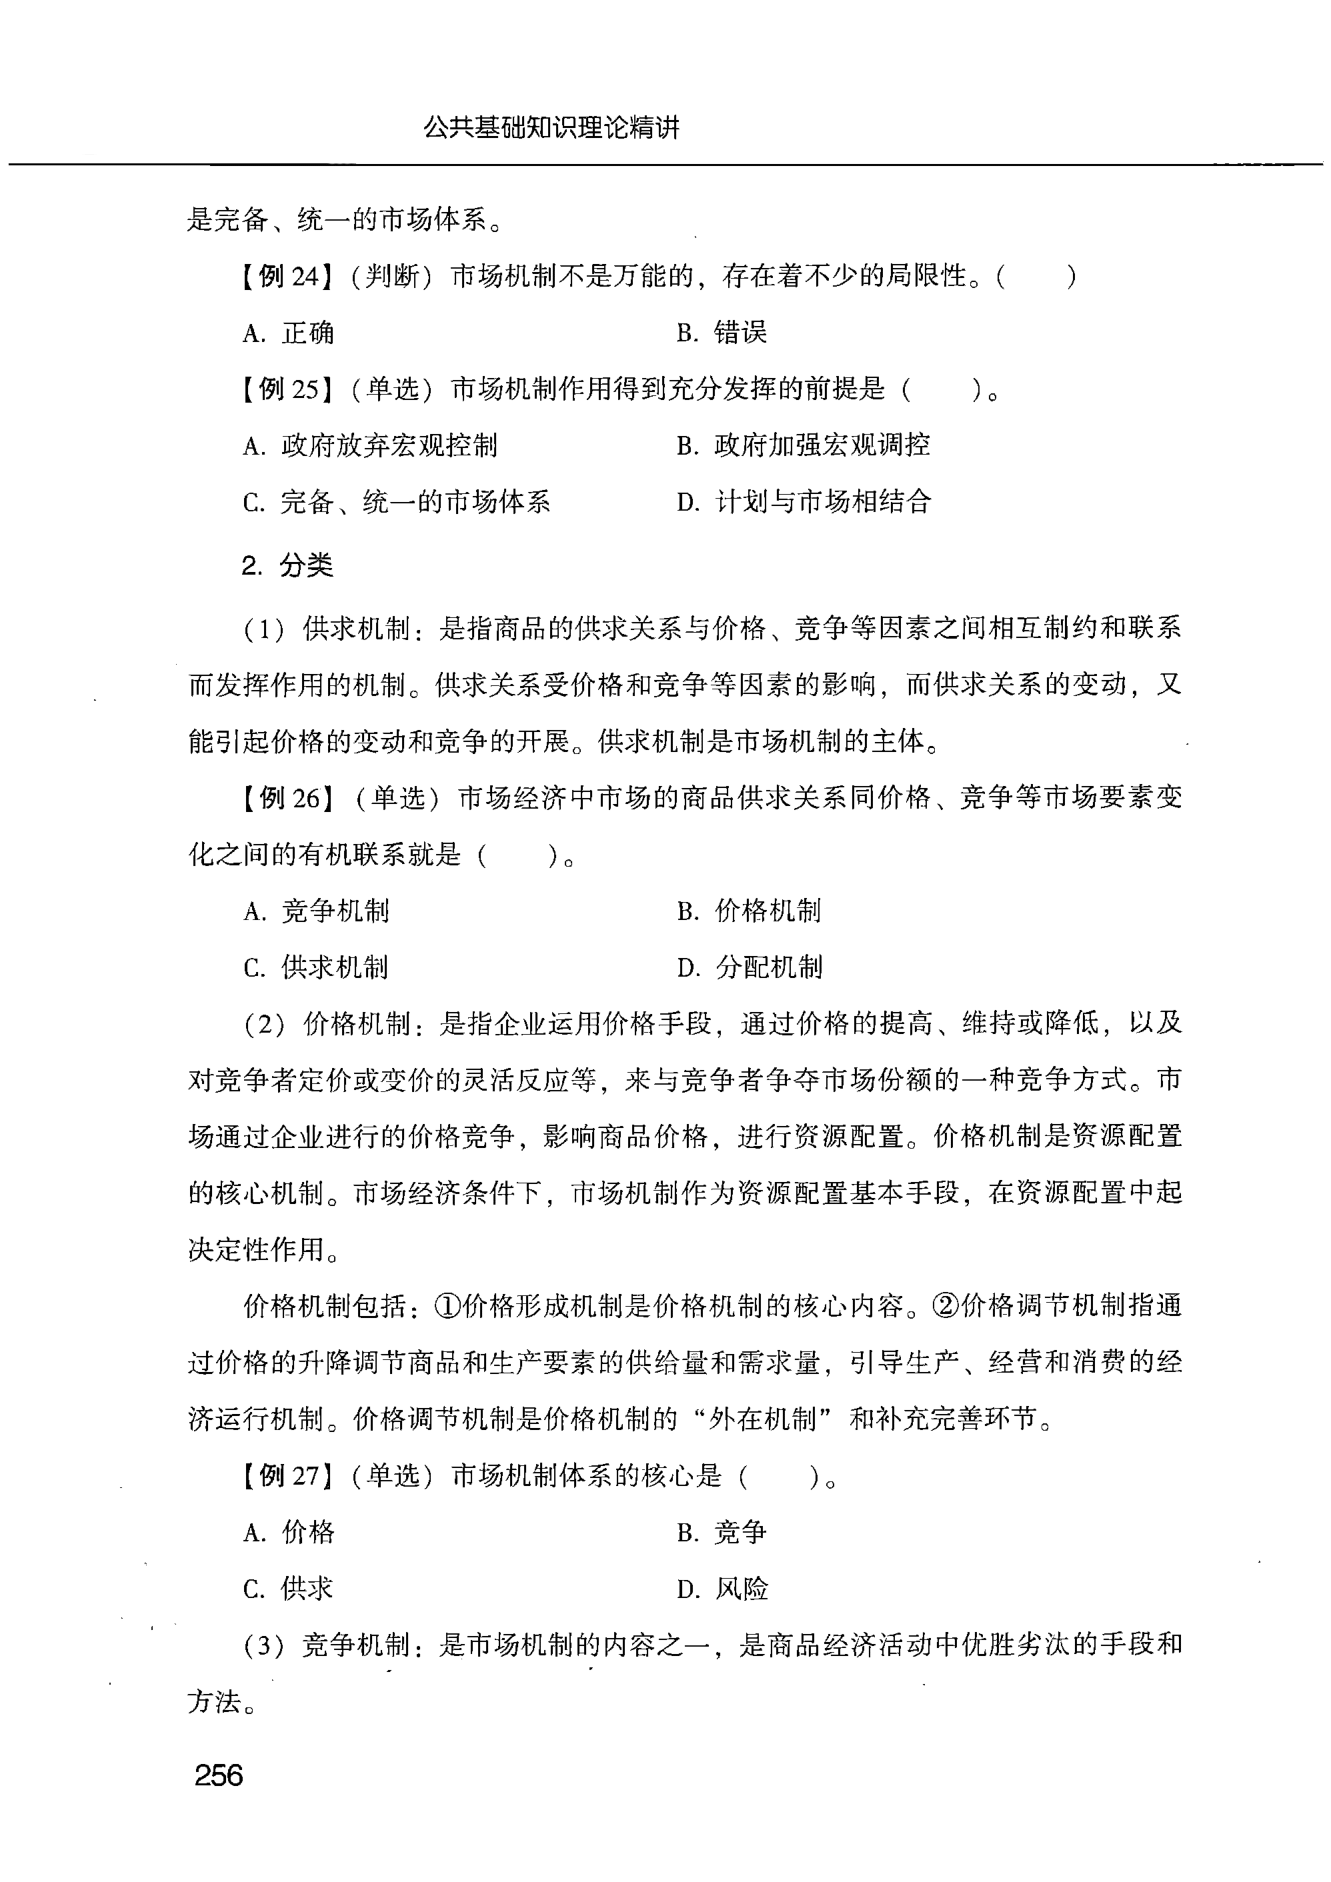 公共基础知识理论精讲
是完备、统一的市场体系。
【例 24】(判断) 市场机制不是万能的，存在着不少的局限性。(　　)
A. 正确　　B. 错误
【例 25】(单选) 市场机制作用得到充分发挥的前提是 (　　)。
A. 政府放弃宏观控制　　B. 政府加强宏观调控
C. 完备、统一的市场体系　　D. 计划与市场相结合
2. 分类
(1) 供求机制：是指商品的供求关系与价格、竞争等因素之间相互制约和联系
而发挥作用的机制。供求关系受价格和竞争等因素的影响，而供求关系的变动，又
能引起价格的变动和竞争的开展。供求机制是市场机制的主体。
【例 26】(单选) 市场经济中市场的商品供求关系同价格、竞争等市场要素变
化之间的有机联系就是 (　　)。
A. 竞争机制　　B. 价格机制
C. 供求机制　　D. 分配机制
(2) 价格机制：是指企业运用价格手段，通过价格的提高、维持或降低，以及
对竞争者定价或变价的灵活反应等，来与竞争者争夺市场份额的一种竞争方式。市
场通过企业进行的价格竞争，影响商品价格，进行资源配置。价格机制是资源配置
的核心机制。市场经济条件下，市场机制作为资源配置基本手段，在资源配置中起
决定性作用。
价格机制包括：①价格形成机制是价格机制的核心内容。②价格调节机制指通
过价格的升降调节商品和生产要素的供给量和需求量，引导生产、经营和消费的经
济运行机制。价格调节机制是价格机制的“外在机制”和补充完善环节。
【例 27】(单选) 市场机制体系的核心是 (　　)。
A. 价格　　B. 竞争
C. 供求　　D. 风险
(3) 竞争机制：是市场机制的内容之一，是商品经济活动中优胜劣汰的手段和
方法。
256